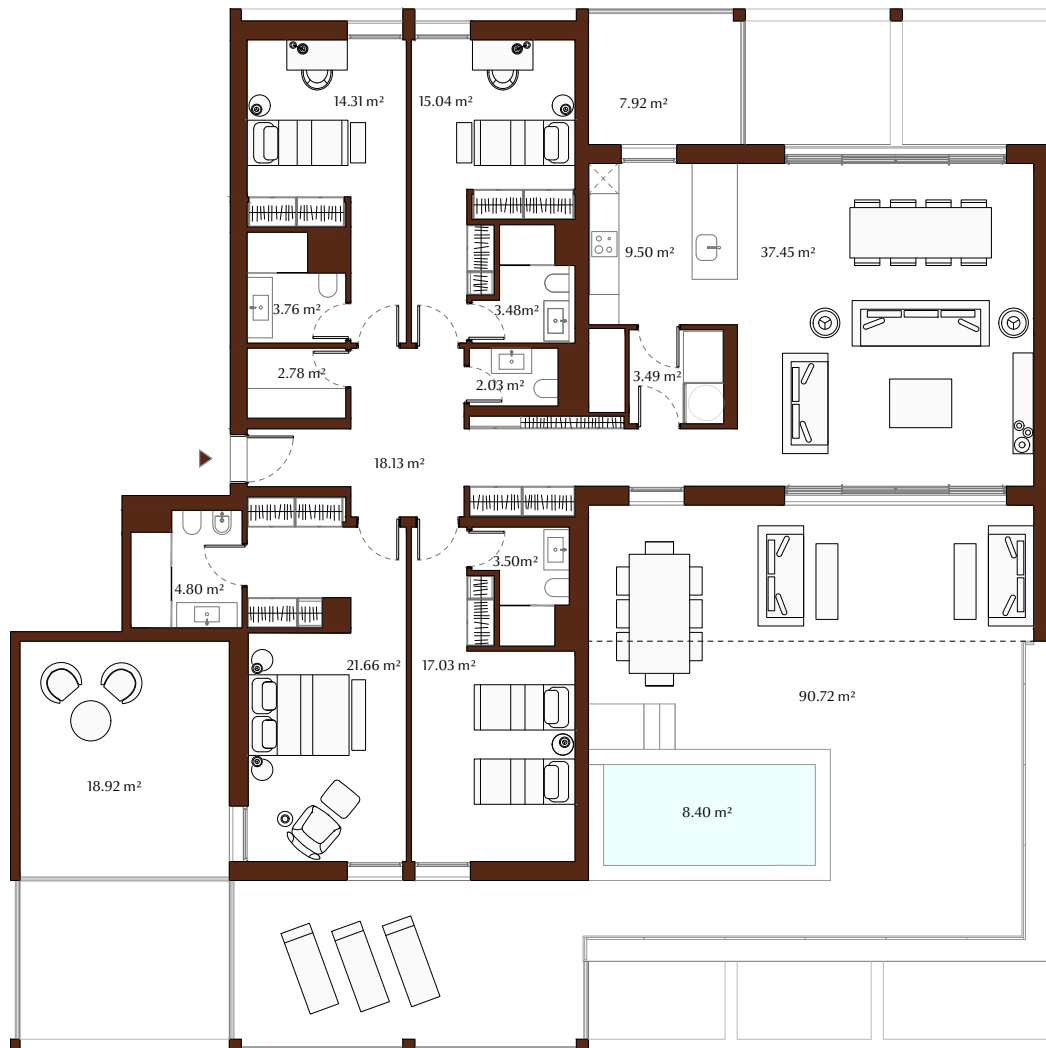 14.31 m²
15.04 m²
7.92 m²
9.50 m²
37.45 m²
3.76 m²
3.48m²
2.78 m²
2.03 m²
3.49 m²
18.13 m²
3.50m²
4.80 m²
21.66 m²
17.03 m²
90.72 m²
18.92 m²
8.40 m²